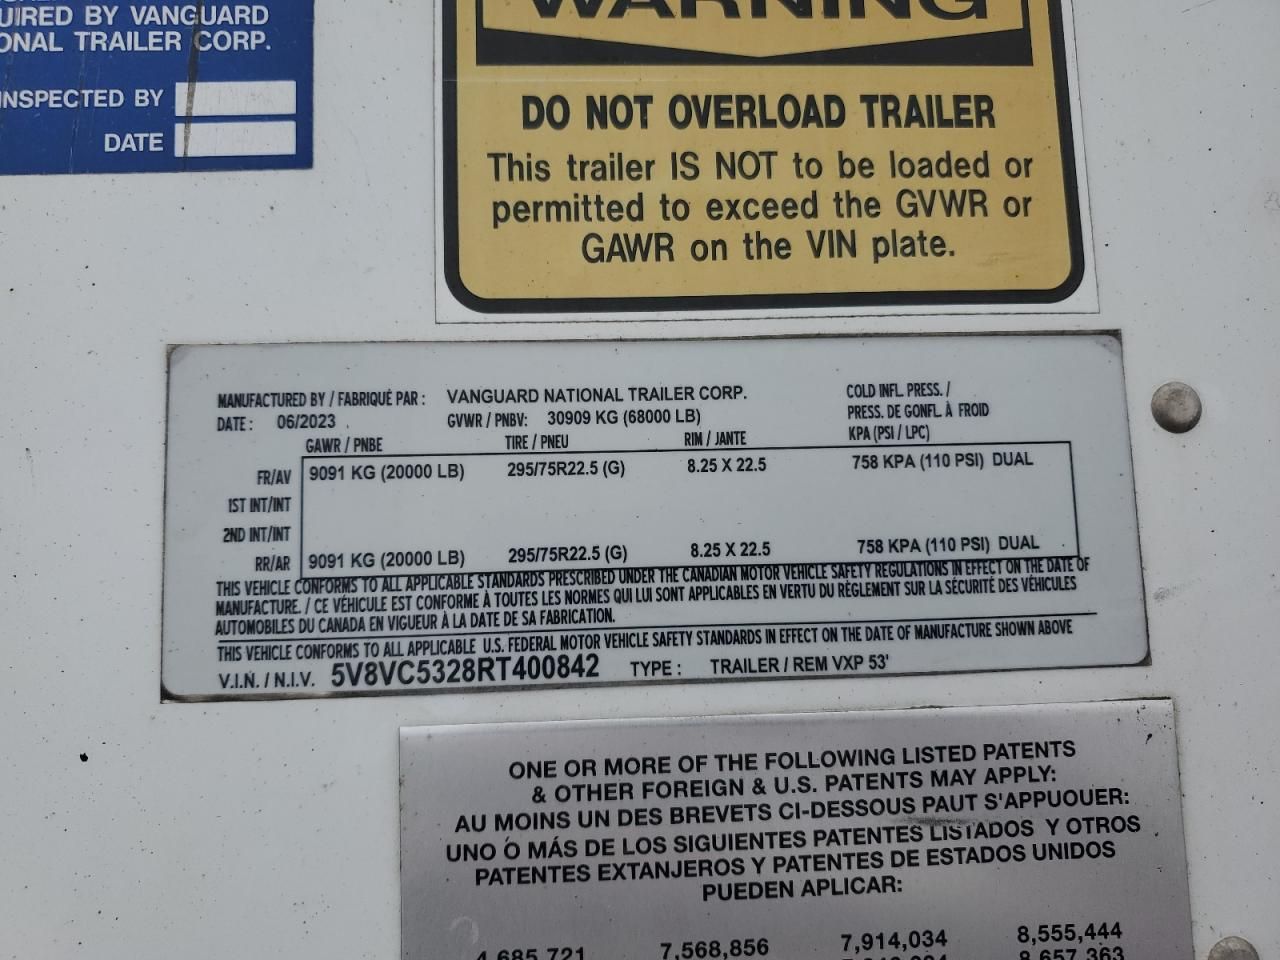 UIRED BY VANGUARD
ONAL TRAILER CORP.
INSPECTED BY
DATE
WARNING
DO NOT OVERLOAD TRAILER
This trailer IS NOT to be loaded or
permitted to exceed the GVWR or
GAWR on the VIN plate.
MANUFACTURED BY / FABRIQUÉ PAR : VANGUARD NATIONAL TRAILER CORP.
DATE : 06/2023 GVWR / PNBV: 30909 KG (68000 LB)
COLD INFL. PRESS. /
PRESS. DE GONFL. À FROID
KPA (PSI / LPC)
GAWR / PNBE TIRE / PNEU RIM / JANTE
FR/AV 9091 KG (20000 LB) 295/75R22.5 (G) 8.25 X 22.5 758 KPA (110 PSI) DUAL
1ST INT/INT
2ND INT/INT
RR/AR 9091 KG (20000 LB) 295/75R22.5 (G) 8.25 X 22.5 758 KPA (110 PSI) DUAL
THIS VEHICLE CONFORMS TO ALL APPLICABLE STANDARDS PRESCRIBED UNDER THE CANADIAN MOTOR VEHICLE SAFETY REGULATIONS IN EFFECT ON THE DATE OF
MANUFACTURE. / CE VÉHICULE EST CONFORME À TOUTES LES NORMES QUI LUI SONT APPLICABLES EN VERTU DU RÈGLEMENT SUR LA SÉCURITÉ DES VÉHICULES
AUTOMOBILES DU CANADA EN VIGUEUR À LA DATE DE SA FABRICATION.
THIS VEHICLE CONFORMS TO ALL APPLICABLE U.S. FEDERAL MOTOR VEHICLE SAFETY STANDARDS IN EFFECT ON THE DATE OF MANUFACTURE SHOWN ABOVE
V.I.N. / N.I.V. 5V8VC5328RT400842 TYPE : TRAILER / REM VXP 53'
ONE OR MORE OF THE FOLLOWING LISTED PATENTS
& OTHER FOREIGN & U.S. PATENTS MAY APPLY:
AU MOINS UN DES BREVETS CI-DESSOUS PAUT S'APPUOUER:
UNO O MÁS DE LOS SIGUIENTES PATENTES LISTADOS Y OTROS
PATENTES EXTANJEROS Y PATENTES DE ESTADOS UNIDOS
PUEDEN APLICAR:
4,685,721 7,568,856 7,914,034 8,555,444
8,657,363